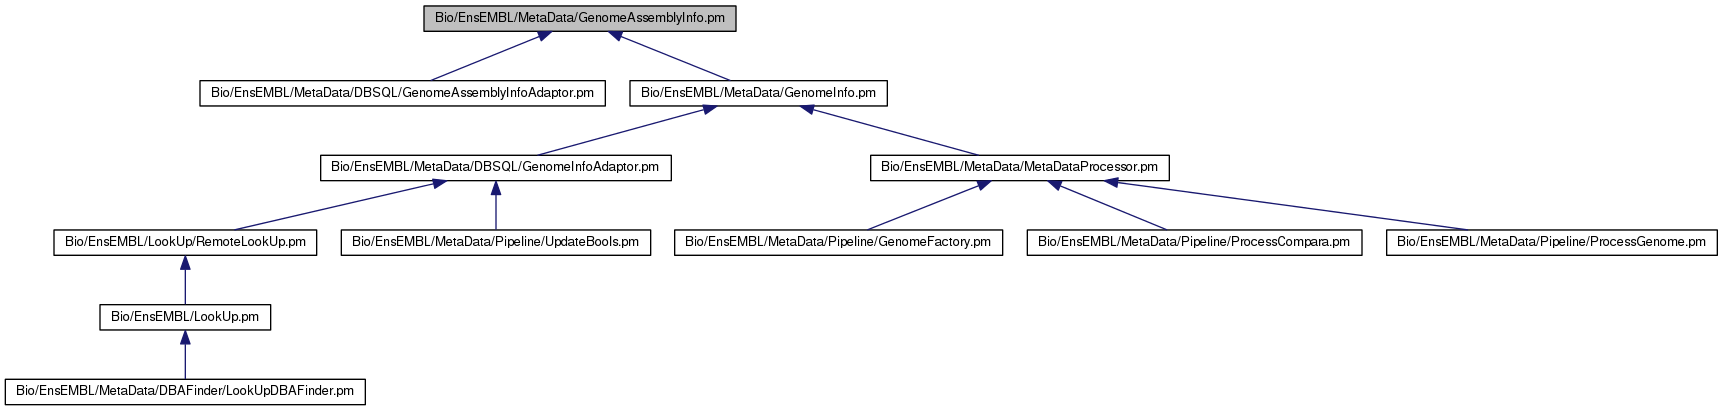 Bio/EnsEMBL/MetaData/GenomeAssemblyInfo.pm
Bio/EnsEMBL/MetaData/DBSQL/GenomeAssemblyInfoAdaptor.pm
Bio/EnsEMBL/MetaData/GenomeInfo.pm
Bio/EnsEMBL/MetaData/DBSQL/GenomeInfoAdaptor.pm
Bio/EnsEMBL/MetaData/MetaDataProcessor.pm
Bio/EnsEMBL/LookUp/RemoteLookUp.pm
Bio/EnsEMBL/MetaData/Pipeline/UpdateBools.pm
Bio/EnsEMBL/MetaData/Pipeline/GenomeFactory.pm
Bio/EnsEMBL/MetaData/Pipeline/ProcessCompara.pm
Bio/EnsEMBL/MetaData/Pipeline/ProcessGenome.pm
Bio/EnsEMBL/LookUp.pm
Bio/EnsEMBL/MetaData/DBAFinder/LookUpDBAFinder.pm